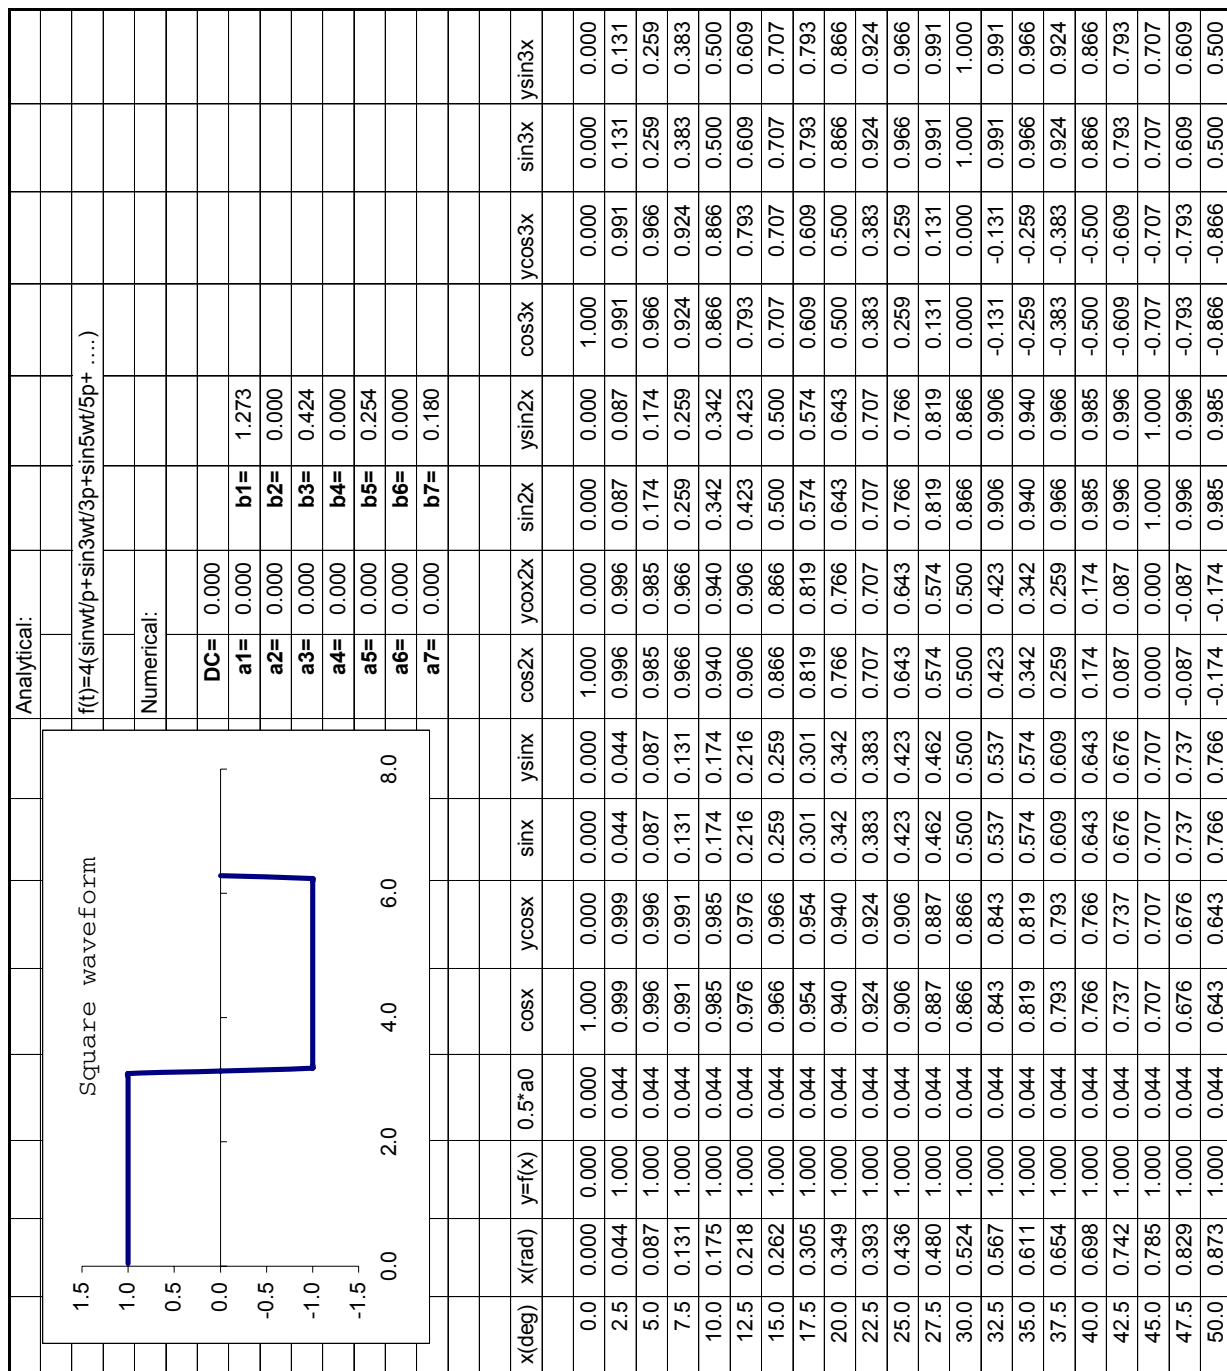 Analytical:
f(t)=4(sinwt/p+sin3wt/3p+sin5wt/5p+ ....)
Numerical:
DC= 0.000
a1= 0.000 b1= 1.273
a2= 0.000 b2= 0.000
a3= 0.000 b3= 0.424
a4= 0.000 b4= 0.000
a5= 0.000 b5= 0.254
a6= 0.000 b6= 0.000
a7= 0.000 b7= 0.180
Square waveform
1.5
1.0
0.5
0.0
-0.5
-1.0
-1.5
0.0 2.0 4.0 6.0 8.0
x(deg) x(rad) y=f(x) 0.5*a0 cosx ycosx sinx ysinx cos2x ycox2x sin2x ysin2x cos3x ycos3x sin3x ysin3x
0.0 0.000 0.000 0.000 1.000 0.000 0.000 0.000 1.000 0.000 0.000 0.000 1.000 0.000 0.000 0.000
2.5 0.044 1.000 0.044 0.999 0.999 0.044 0.044 0.996 0.996 0.087 0.087 0.991 0.991 0.131 0.131
5.0 0.087 1.000 0.044 0.996 0.996 0.087 0.087 0.985 0.985 0.174 0.174 0.966 0.966 0.259 0.259
7.5 0.131 1.000 0.044 0.991 0.991 0.131 0.131 0.966 0.966 0.259 0.259 0.924 0.924 0.383 0.383
10.0 0.175 1.000 0.044 0.985 0.985 0.174 0.174 0.940 0.940 0.342 0.342 0.866 0.866 0.500 0.500
12.5 0.218 1.000 0.044 0.976 0.976 0.216 0.216 0.906 0.906 0.423 0.423 0.793 0.793 0.609 0.609
15.0 0.262 1.000 0.044 0.966 0.966 0.259 0.259 0.866 0.866 0.500 0.500 0.707 0.707 0.707 0.707
17.5 0.305 1.000 0.044 0.954 0.954 0.301 0.301 0.819 0.819 0.574 0.574 0.609 0.609 0.793 0.793
20.0 0.349 1.000 0.044 0.940 0.940 0.342 0.342 0.766 0.766 0.643 0.643 0.500 0.500 0.866 0.866
22.5 0.393 1.000 0.044 0.924 0.924 0.383 0.383 0.707 0.707 0.707 0.707 0.383 0.383 0.924 0.924
25.0 0.436 1.000 0.044 0.906 0.906 0.423 0.423 0.643 0.643 0.766 0.766 0.259 0.259 0.966 0.966
27.5 0.480 1.000 0.044 0.887 0.887 0.462 0.462 0.574 0.574 0.819 0.819 0.131 0.131 0.991 0.991
30.0 0.524 1.000 0.044 0.866 0.866 0.500 0.500 0.500 0.500 0.866 0.866 0.000 0.000 1.000 1.000
32.5 0.567 1.000 0.044 0.843 0.843 0.537 0.537 0.423 0.423 0.906 0.906 -0.131 -0.131 0.991 0.991
35.0 0.611 1.000 0.044 0.819 0.819 0.574 0.574 0.342 0.342 0.940 0.940 -0.259 -0.259 0.966 0.966
37.5 0.654 1.000 0.044 0.793 0.793 0.609 0.609 0.259 0.259 0.966 0.966 -0.383 -0.383 0.924 0.924
40.0 0.698 1.000 0.044 0.766 0.766 0.643 0.643 0.174 0.174 0.985 0.985 -0.500 -0.500 0.866 0.866
42.5 0.742 1.000 0.044 0.737 0.737 0.676 0.676 0.087 0.087 0.996 0.996 -0.609 -0.609 0.793 0.793
45.0 0.785 1.000 0.044 0.707 0.707 0.707 0.707 0.000 0.000 1.000 1.000 -0.707 -0.707 0.707 0.707
47.5 0.829 1.000 0.044 0.676 0.676 0.737 0.737 -0.087 -0.087 0.996 0.996 -0.793 -0.793 0.609 0.609
50.0 0.873 1.000 0.044 0.643 0.643 0.766 0.766 -0.174 -0.174 0.985 0.985 -0.866 -0.866 0.500 0.500